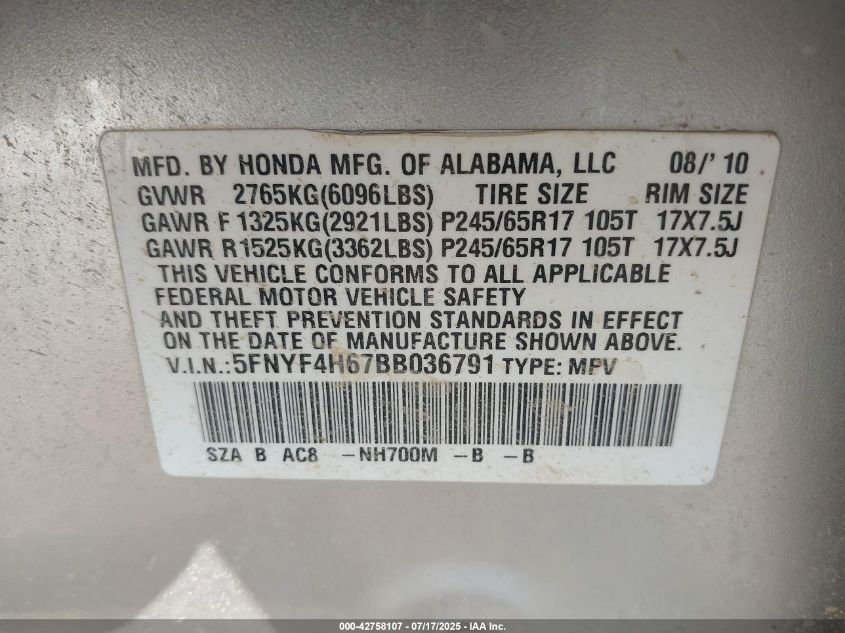 MFD. BY HONDA MFG. OF ALABAMA, LLC 08/'10
GVWR 2765KG(6096LBS) TIRE SIZE RIM SIZE
GAWR F 1325KG(2921LBS) P245/65R17 105T 17X7.5J
GAWR R1525KG(3362LBS) P245/65R17 105T 17X7.5J
THIS VEHICLE CONFORMS TO ALL APPLICABLE
FEDERAL MOTOR VEHICLE SAFETY
AND THEFT PREVENTION STANDARDS IN EFFECT
ON THE DATE OF MANUFACTURE SHOWN ABOVE.
V.I.N.:5FNYF4H67BB036791 TYPE: MPV
SZA B AC8 -NH700M -B -B
000-42758107 - 07/17/2025 - IAA Inc.